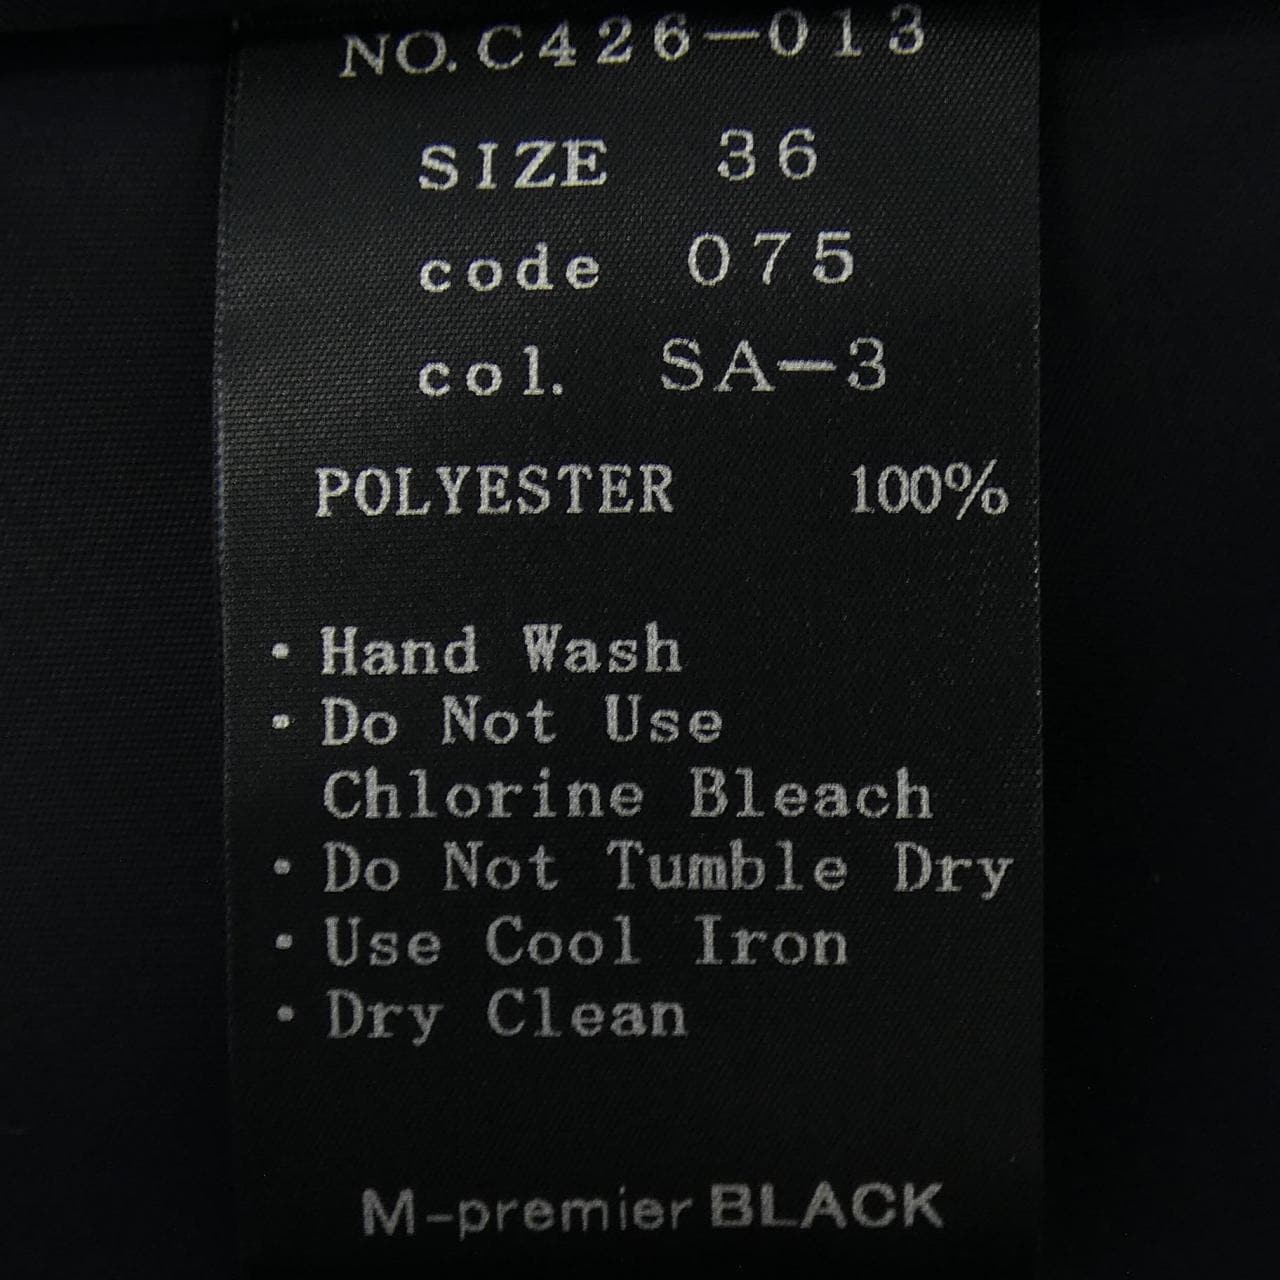 NO.C426-013
SIZE 36
code 075
col. SA-3
POLYESTER 100%
・Hand Wash
・Do Not Use
Chlorine Bleach
・Do Not Tumble Dry
・Use Cool Iron
・Dry Clean
M-premier BLACK